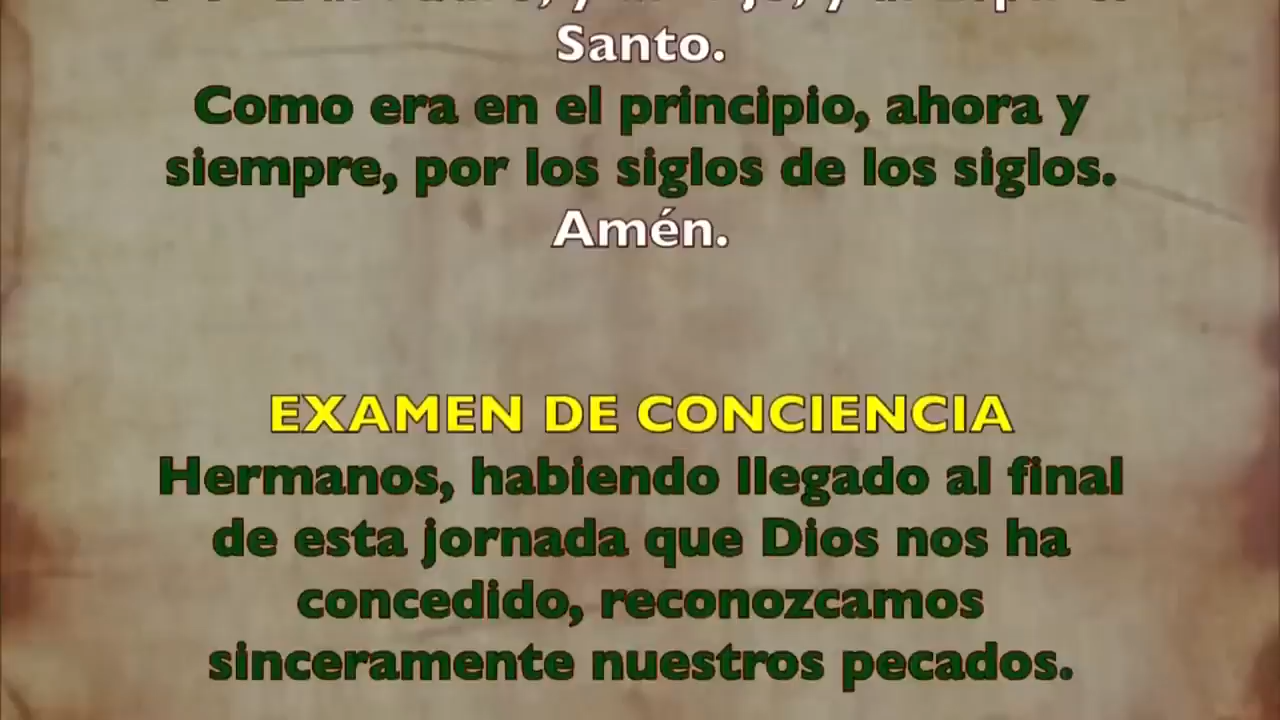 Santo.
Como era en el principio, ahora y
siempre, por los siglos de los siglos.
Amén.
EXAMEN DE CONCIENCIA
Hermanos, habiendo llegado al final
de esta jornada que Dios nos ha
concedido, reconozcamos
sinceramente nuestros pecados.